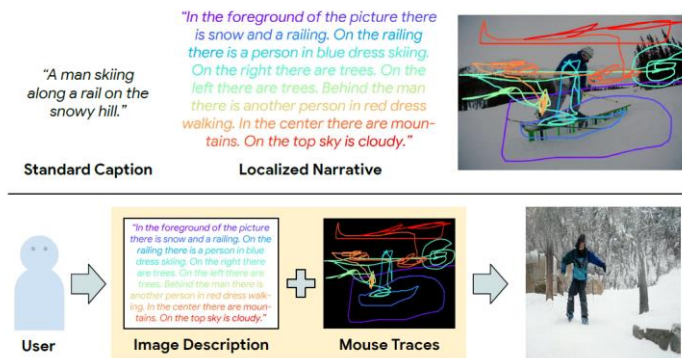 "In the foreground of the picture there
is snow and a railing. On the railing
there is a person in blue dress skiing.
On the right there are trees. On the
left there are trees. Behind the man
there is another person in red dress
walking. In the center there are moun-
tains. On the top sky is cloudy."
"A man skiing
along a rail on the
snowy hill."
Standard Caption
Localized Narrative
"In the foreground of the picture
there is snow and a railing. On the
railing there is a person in blue
dress skiing. On the right there
are trees. On the left there are
trees. Behind the man there is
another person in red dress walk-
ing. In the center there are moun-
tains. On the top sky is cloudy."
User
Image Description
Mouse Traces